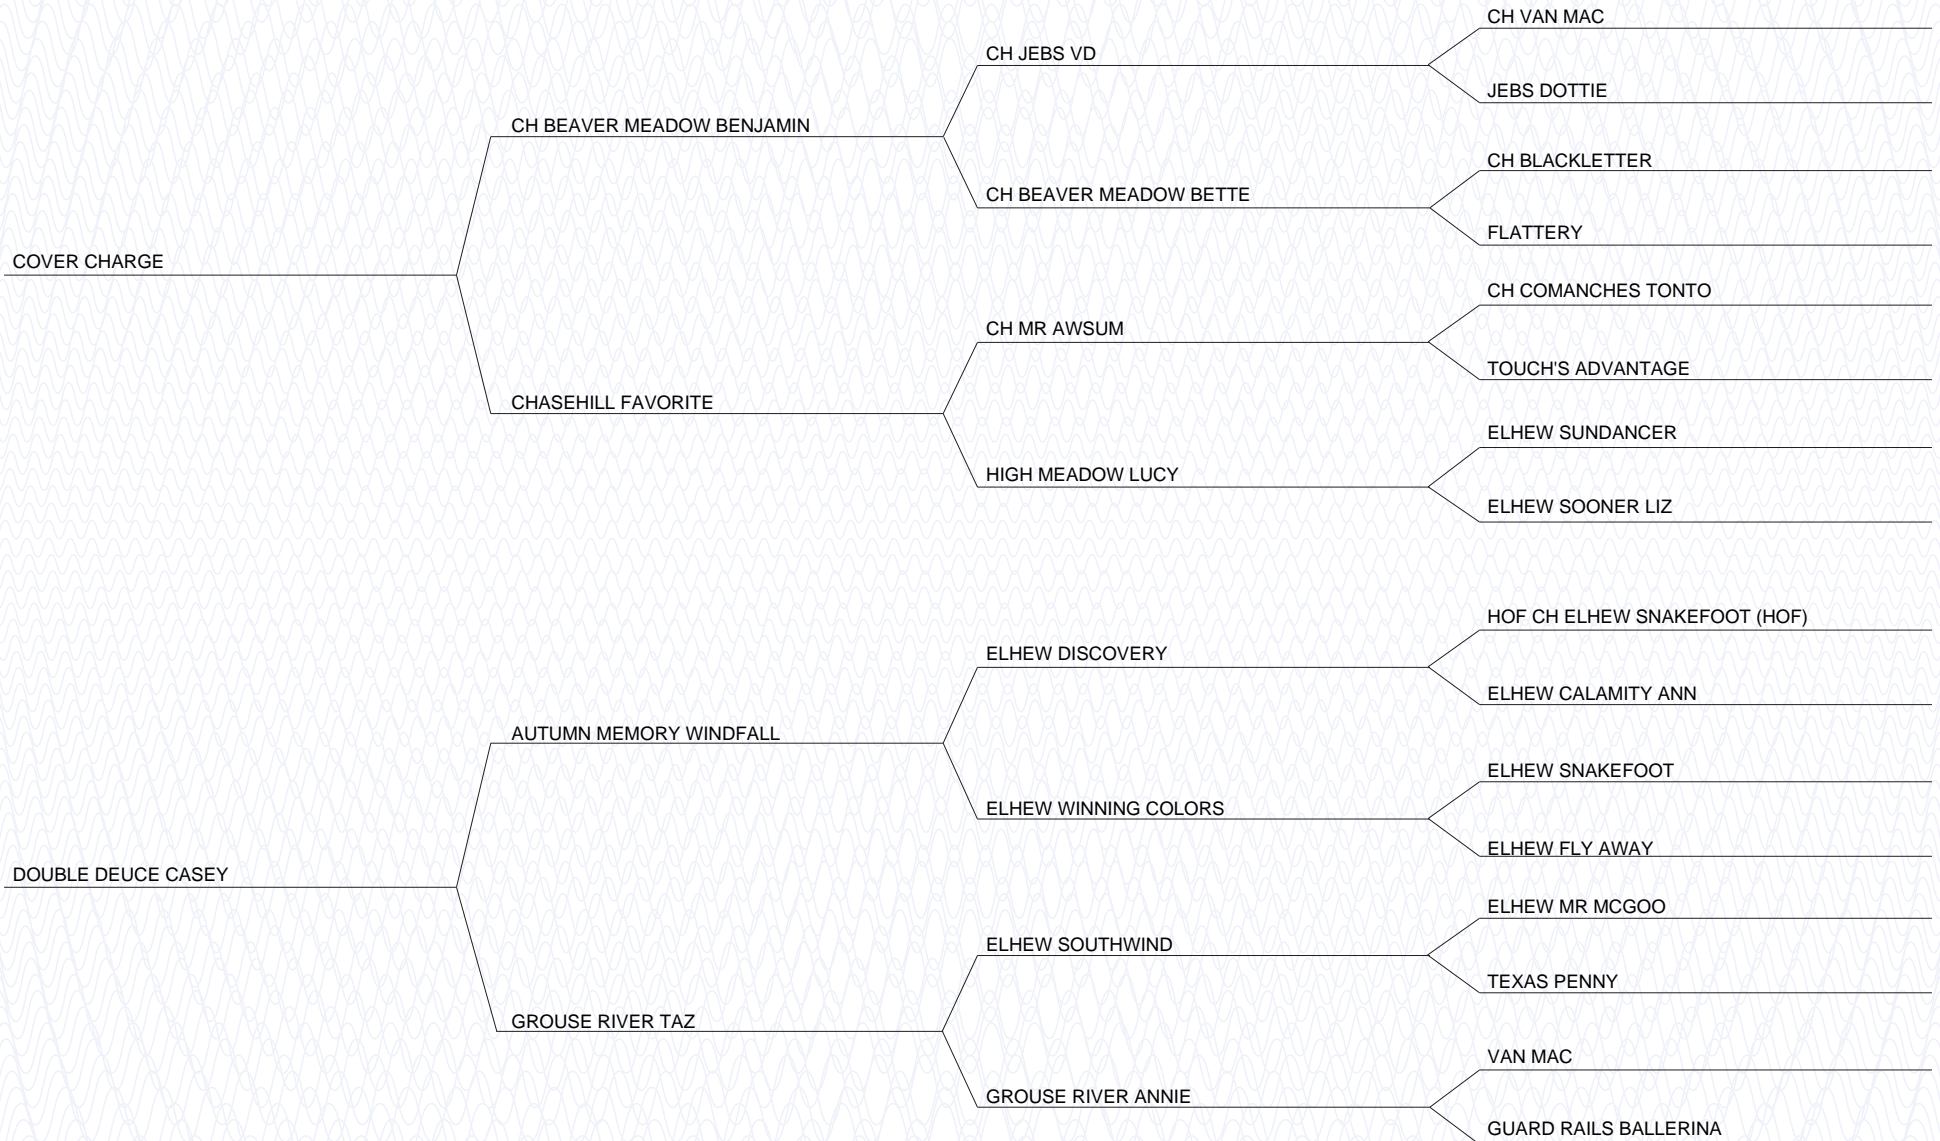 CH VAN MAC
CH JEBS VD
JEBS DOTTIE
CH BEAVER MEADOW BENJAMIN
CH BLACKLETTER
CH BEAVER MEADOW BETTE
FLATTERY
COVER CHARGE
CH COMANCHES TONTO
CH MR AWSUM
TOUCH'S ADVANTAGE
CHASEHILL FAVORITE
ELHEW SUNDANCER
HIGH MEADOW LUCY
ELHEW SOONER LIZ
HOF CH ELHEW SNAKEFOOT (HOF)
ELHEW DISCOVERY
ELHEW CALAMITY ANN
AUTUMN MEMORY WINDFALL
ELHEW SNAKEFOOT
ELHEW WINNING COLORS
ELHEW FLY AWAY
DOUBLE DEUCE CASEY
ELHEW MR MCGOO
ELHEW SOUTHWIND
TEXAS PENNY
GROUSE RIVER TAZ
VAN MAC
GROUSE RIVER ANNIE
GUARD RAILS BALLERINA